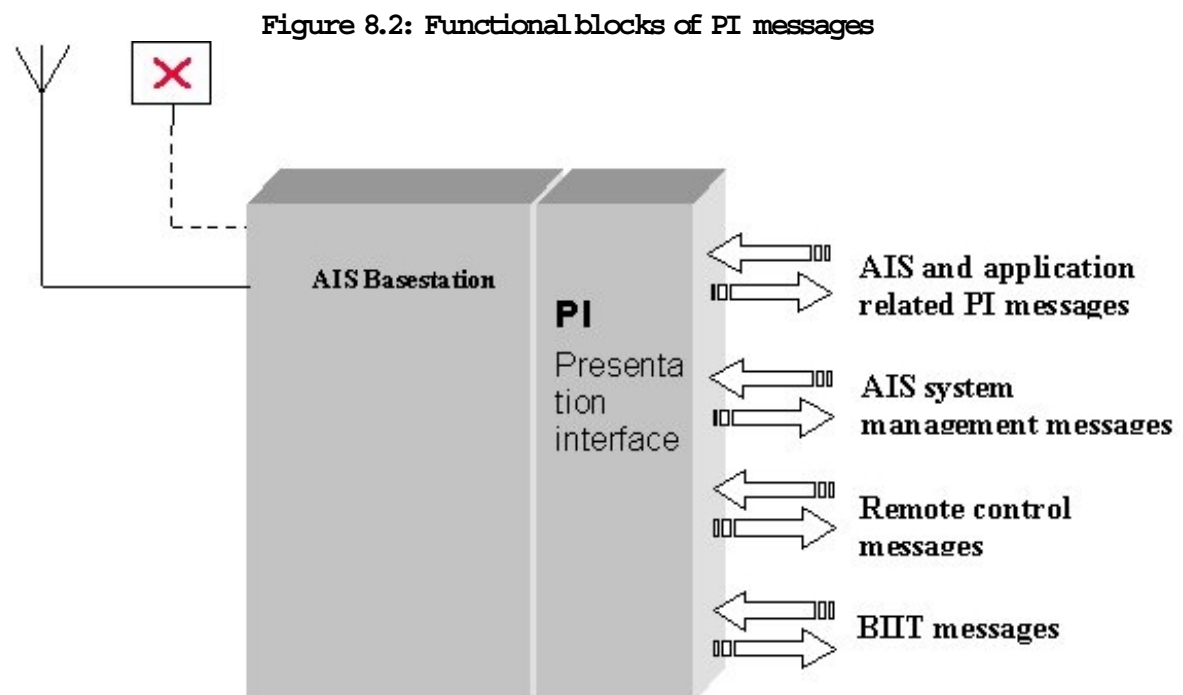 Figure 8.2: Functional blocks of PI messages
AIS Basestation
PI
Presenta
tion
interface
AIS and application
related PI messages
AIS system
management messages
Remote control
messages
BIIT messages